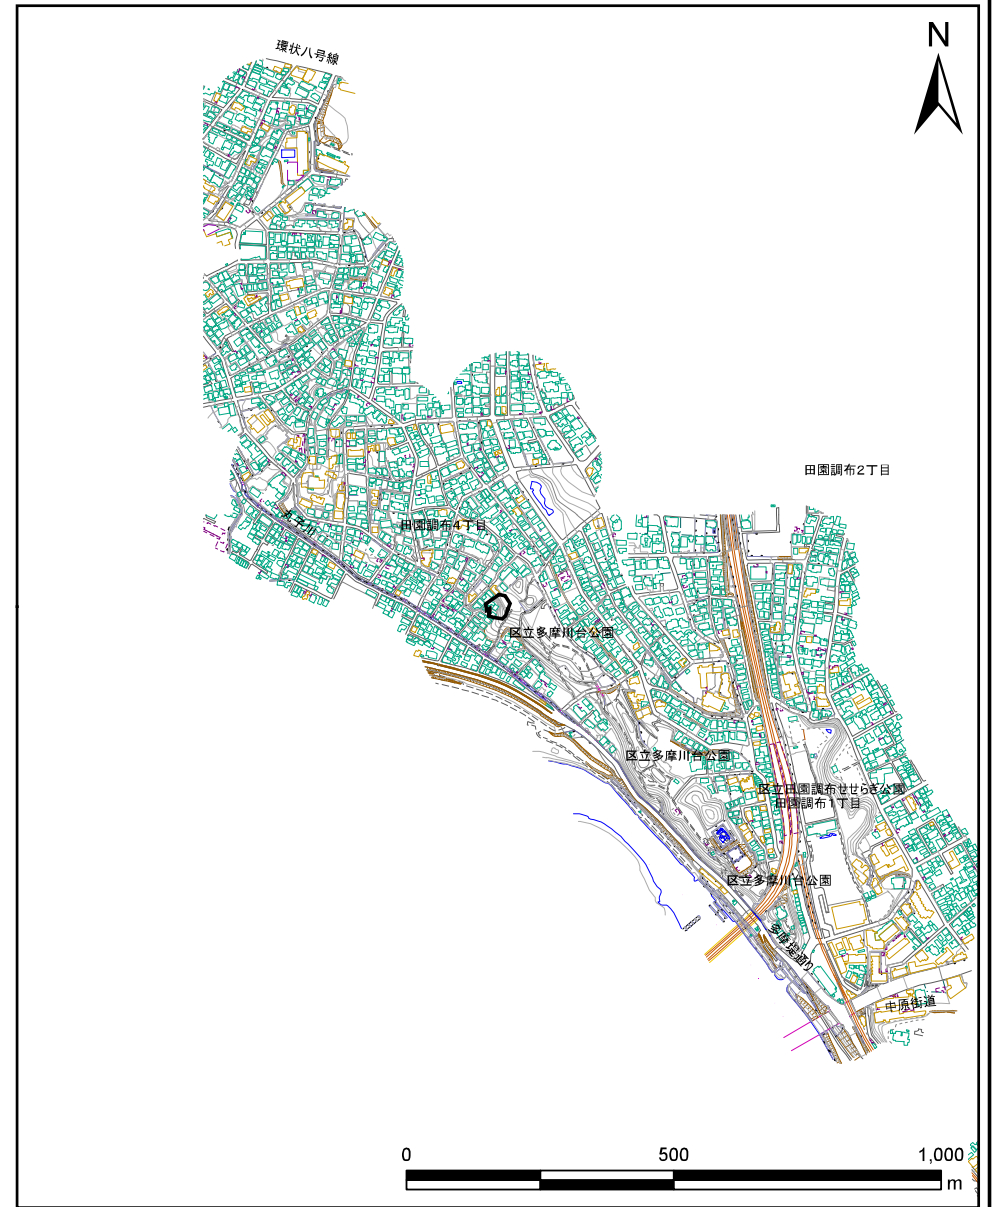 環状八号線
N
田園調布2丁目
丸子川
田園調布4丁目
区立多摩川台公園
区立多摩川台公園
区立田園調布せせらぎ公園
田園調布1丁目
区立多摩川台公園
多摩堤通り
中原街道
0 500 1,000
m